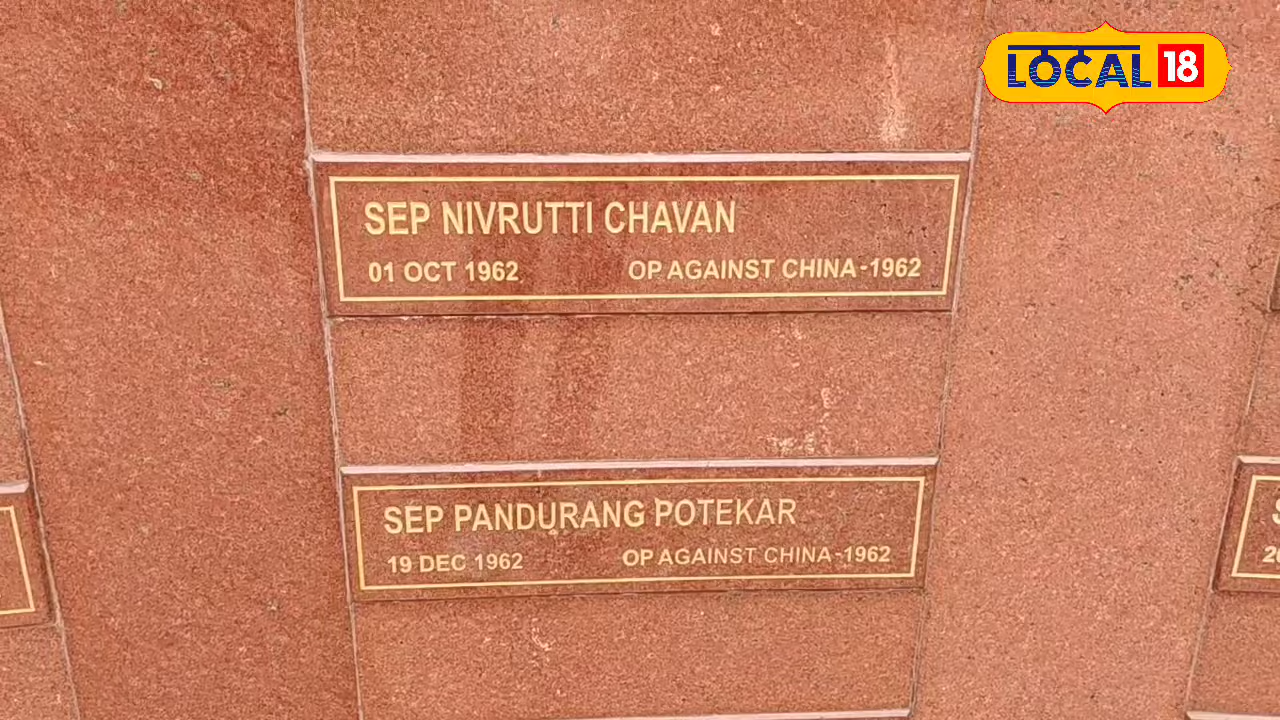 LOCAL 18
SEP NIVRUTTI CHAVAN
01 OCT 1962 OP AGAINST CHINA-1962
SEP PANDURANG POTEKAR
19 DEC 1962 OP AGAINST CHINA-1962